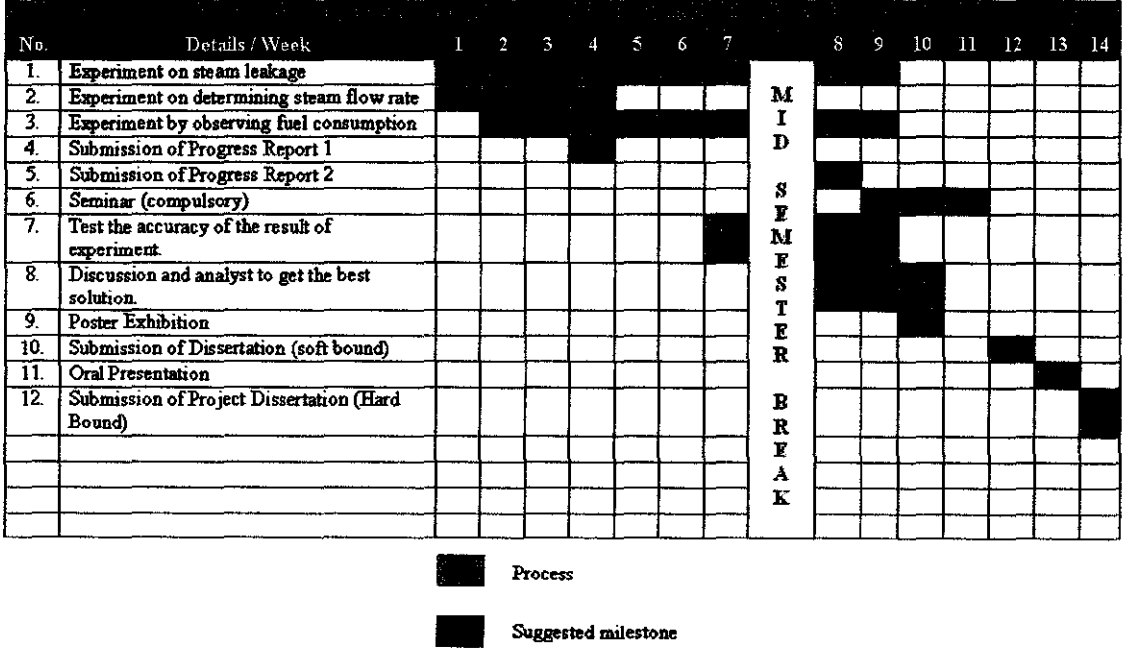 No. Details / Week 1 2 3 4 5 6 7 8 9 10 11 12 13 14
1. Experiment on steam leakage
2. Experiment on determining steam flow rate
3. Experiment by observing fuel consumption
4. Submission of Progress Report 1
5. Submission of Progress Report 2
6. Seminar (compulsory)
7. Test the accuracy of the result of
experiment.
8. Discussion and analyst to get the best
solution.
9. Poster Exhibition
10. Submission of Dissertation (soft bound)
11. Oral Presentation
12. Submission of Project Dissertation (Hard
Bound)
MID SEMESTER BREAK
Process
Suggested milestone